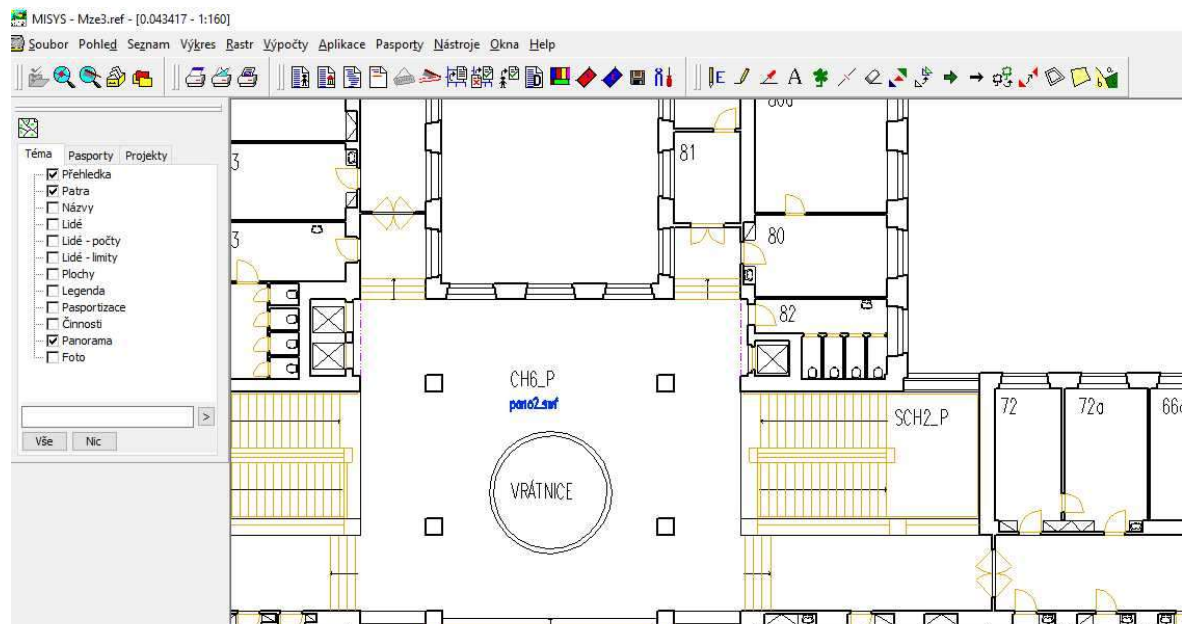 MISYS - Mze3.ref - [0.043417 - 1:160]
Soubor Pohled Seznam Výkres Rastr Výpočty Aplikace Pasporty Nástroje Okna Help
Téma Pasporty Projekty
Přehledka
Patra
Názvy
Lidé
Lidé - počty
Lidé - limity
Plochy
Legenda
Pasportizace
Činnosti
Panorama
Foto
>
Vše Nic
3
81
3
80
82
CH6_P
pano2.swf
SCH2_P
72
72a
VRÁTNICE